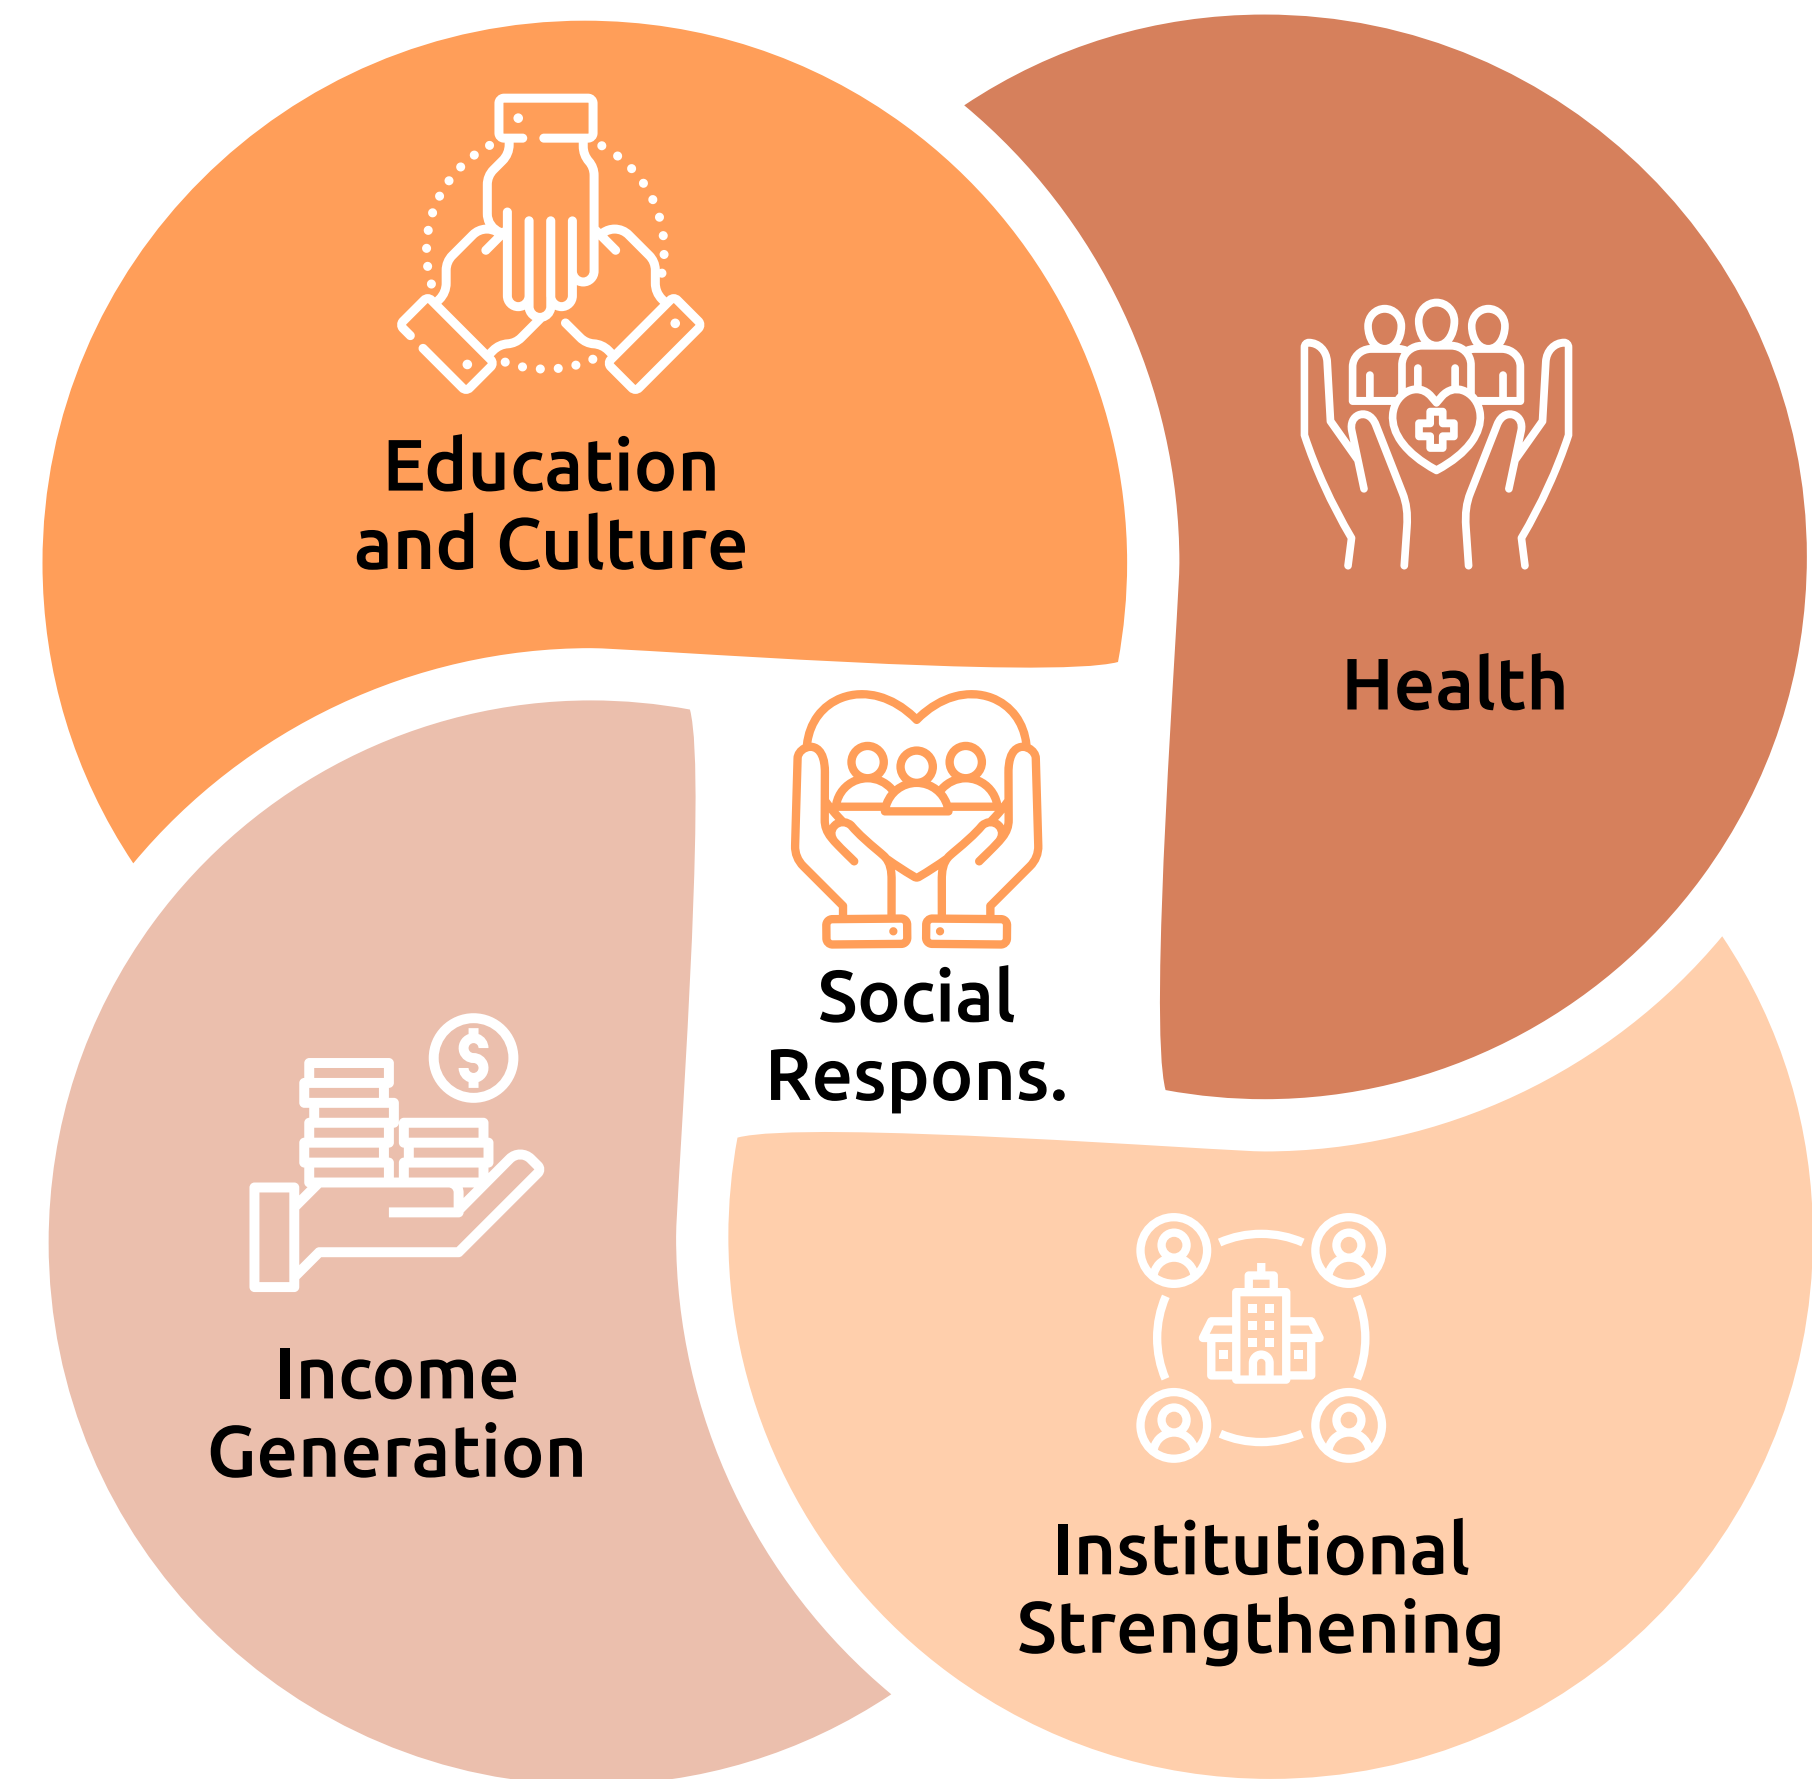 Education
and Culture
Health
Social
Respons.
Income
Generation
Institutional
Strengthening